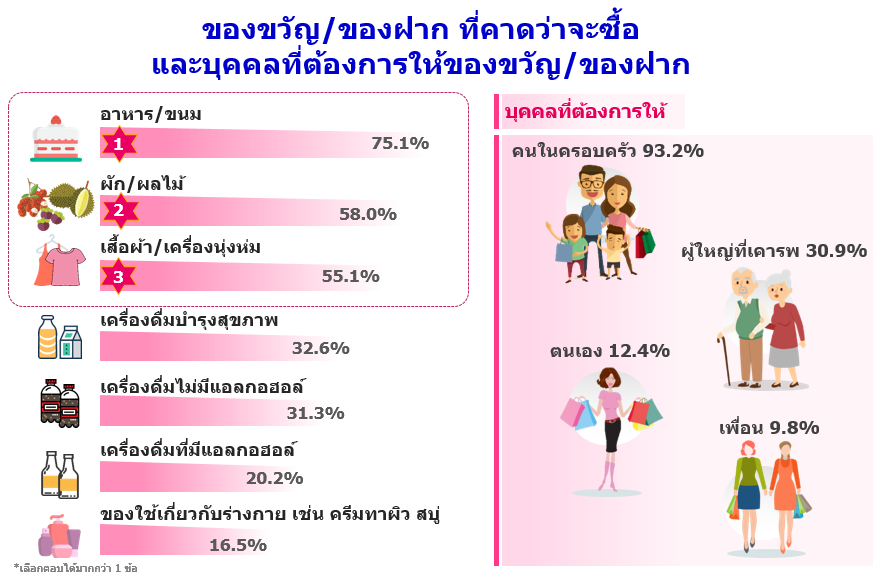 ของขวัญ/ของฝาก ที่คาดว่าจะซื้อ
และบุคคลที่ต้องการให้ของขวัญ/ของฝาก
อาหาร/ขนม
1
75.1%
ผัก/ผลไม้
2
58.0%
เสื้อผ้า/เครื่องนุ่งห่ม
3
55.1%
เครื่องดื่มบำรุงสุขภาพ
32.6%
เครื่องดื่มไม่มีแอลกอฮอล์
31.3%
เครื่องดื่มที่มีแอลกอฮอล์
20.2%
ของใช้เกี่ยวกับร่างกาย เช่น ครีมทาผิว สบู่
16.5%
*เลือกตอบได้มากกว่า 1 ข้อ
บุคคลที่ต้องการให้
คนในครอบครัว 93.2%
ผู้ใหญ่ที่เคารพ 30.9%
ตนเอง 12.4%
เพื่อน 9.8%